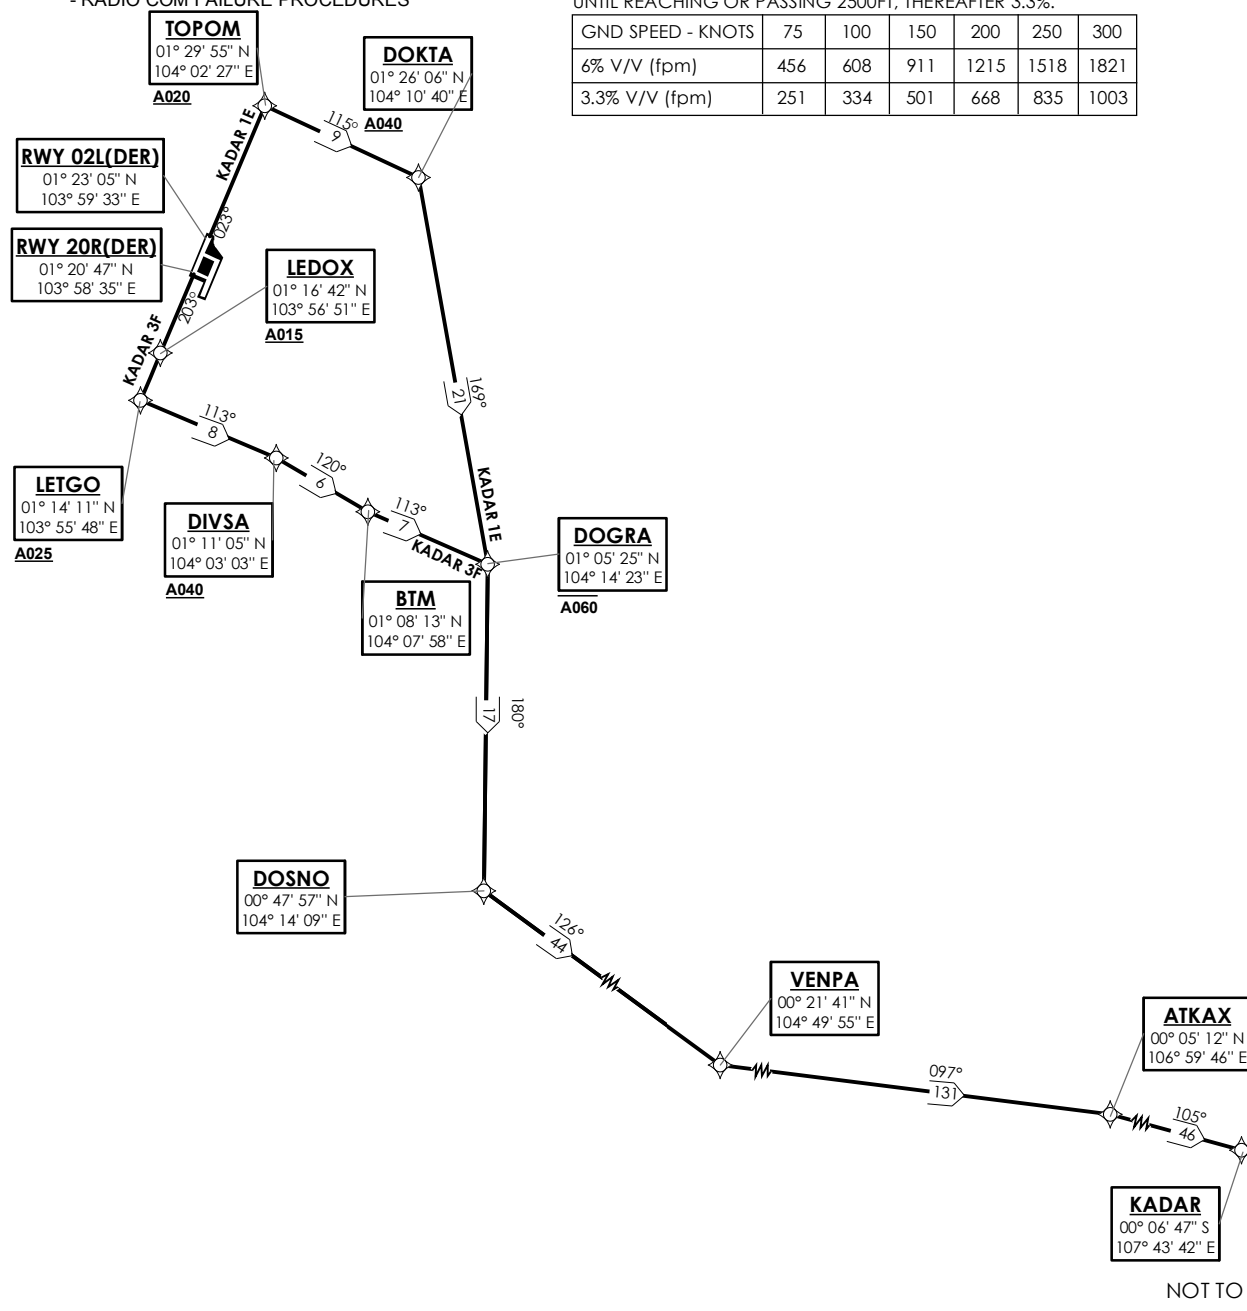 - RADIO COM FAILURE PROCEDURES
UNTIL REACHING OR PASSING 2500FT, THEREAFTER 3.3%.
GND SPEED - KNOTS 75 100 150 200 250 300
6% V/V (fpm) 456 608 911 1215 1518 1821
3.3% V/V (fpm) 251 334 501 668 835 1003
TOPOM
01° 29' 55" N
104° 02' 27" E
A020
DOKTA
01° 26' 06" N
104° 10' 40" E
A040
115°
9
KADAR 1E
RWY 02L(DER)
01° 23' 05" N
103° 59' 33" E
023°
RWY 20R(DER)
01° 20' 47" N
103° 58' 35" E
203°
LEDOX
01° 16' 42" N
103° 56' 51" E
A015
KADAR 3F
169°
21
KADAR 1E
113°
8
120°
6
113°
7
KADAR 3F
LETGO
01° 14' 11" N
103° 55' 48" E
A025
DIVSA
01° 11' 05" N
104° 03' 03" E
A040
BTM
01° 08' 13" N
104° 07' 58" E
DOGRA
01° 05' 25" N
104° 14' 23" E
A060
180°
17
DOSNO
00° 47' 57" N
104° 14' 09" E
126°
44
VENPA
00° 21' 41" N
104° 49' 55" E
097°
131
ATKAX
00° 05' 12" N
106° 59' 46" E
105°
46
KADAR
00° 06' 47" S
107° 43' 42" E
NOT TO